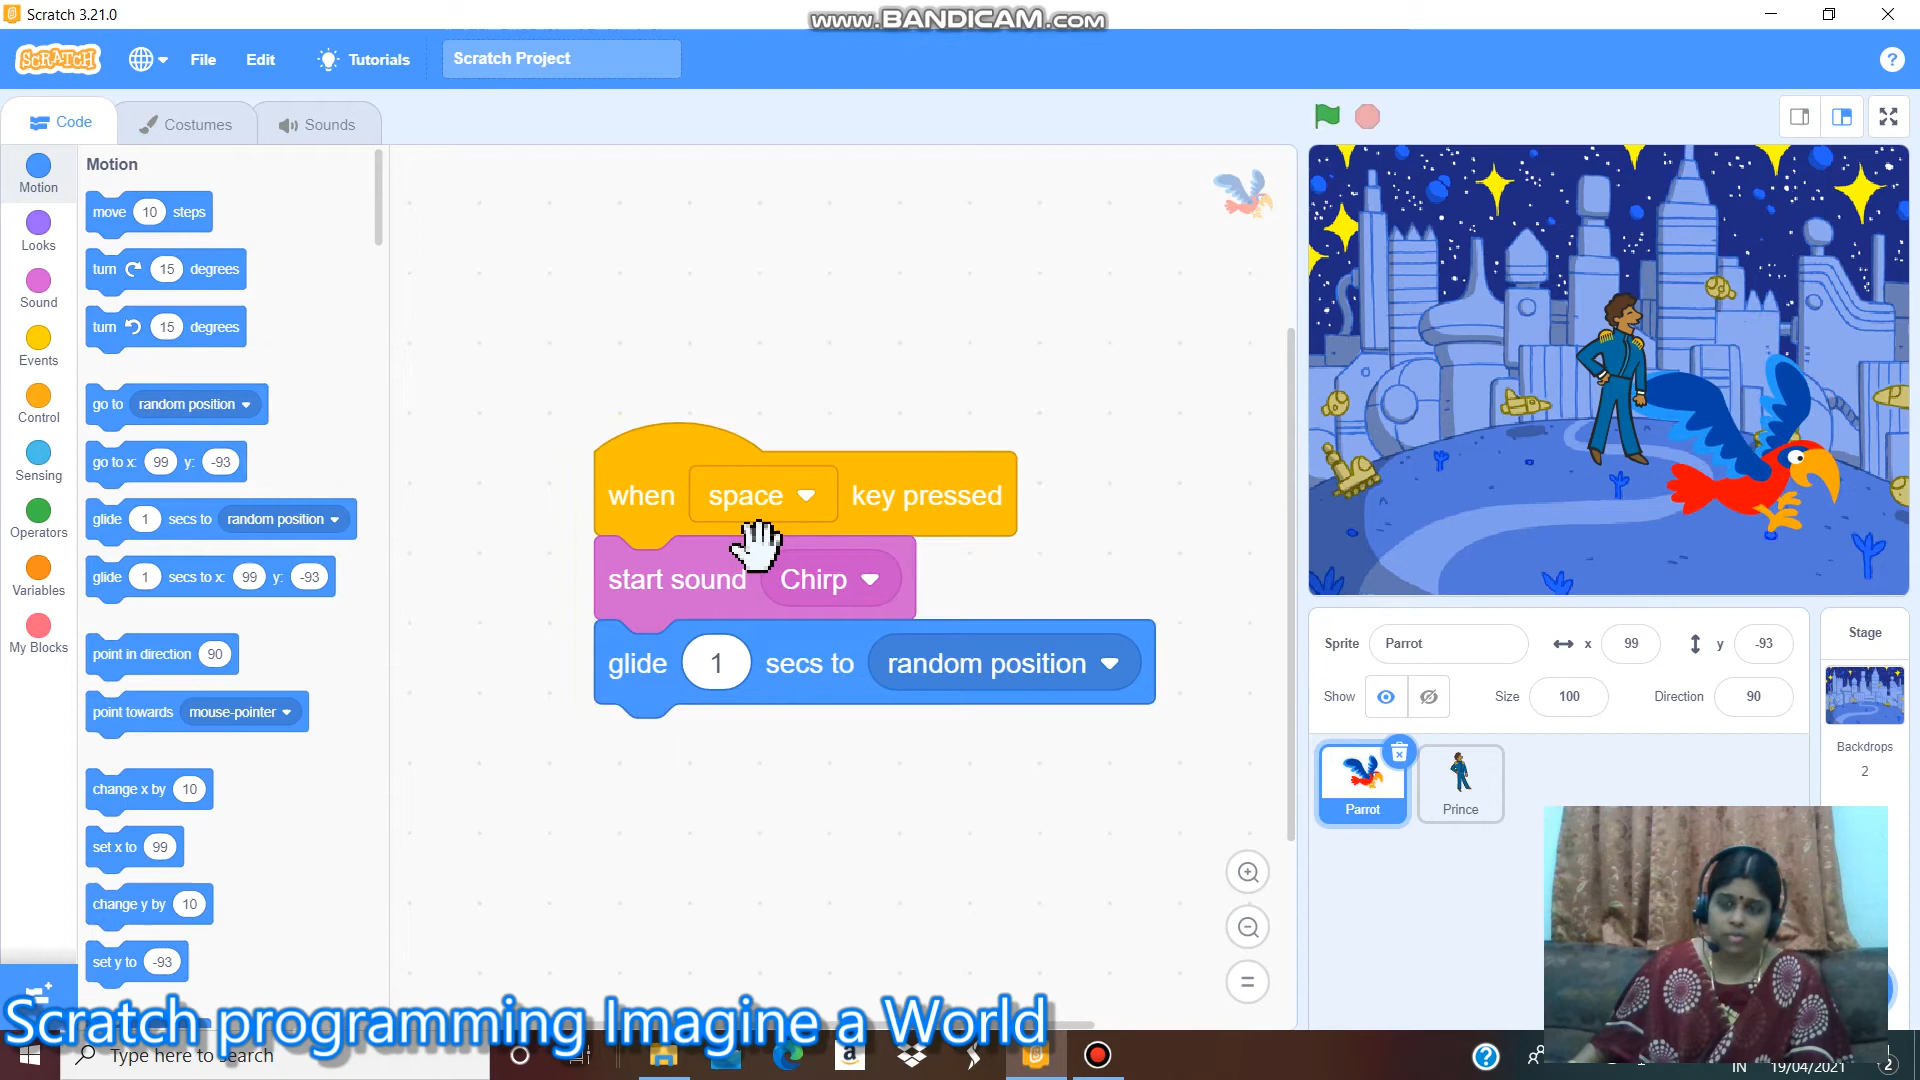 Scratch 3.21.0
www.BANDICAM.com
SCRATCH
File
Edit
Tutorials
Scratch Project
?
Code
Costumes
Sounds
Motion
Looks
Sound
Events
Control
Sensing
Operators
Variables
My Blocks
Motion
move 10 steps
turn 15 degrees
turn 15 degrees
go to random position
go to x: 99 y: -93
glide 1 secs to random position
glide 1 secs to x: 99 y: -93
point in direction 90
point towards mouse-pointer
change x by 10
set x to 99
change y by 10
set y to -93
when space key pressed
start sound Chirp
glide 1 secs to random position
Sprite Parrot x 99 y -93
Show Size 100 Direction 90
Parrot
Prince
Stage
Backdrops
2
Scratch programming Imagine a World
Type here to search
IN
19/04/2021
2